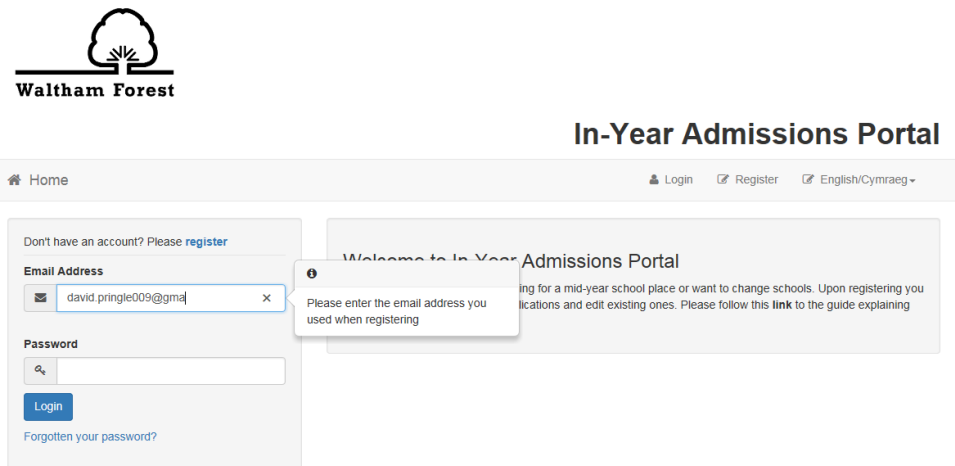 Waltham Forest
In-Year Admissions Portal
Home
Login
Register
English/Cymraeg
Don't have an account? Please register
Email Address
david.pringle009@gma
Password
Login
Forgotten your password?
Please enter the email address you
used when registering
Welcome to In-Year Admissions Portal
ing for a mid-year school place or want to change schools. Upon registering you
lications and edit existing ones. Please follow this link to the guide explaining